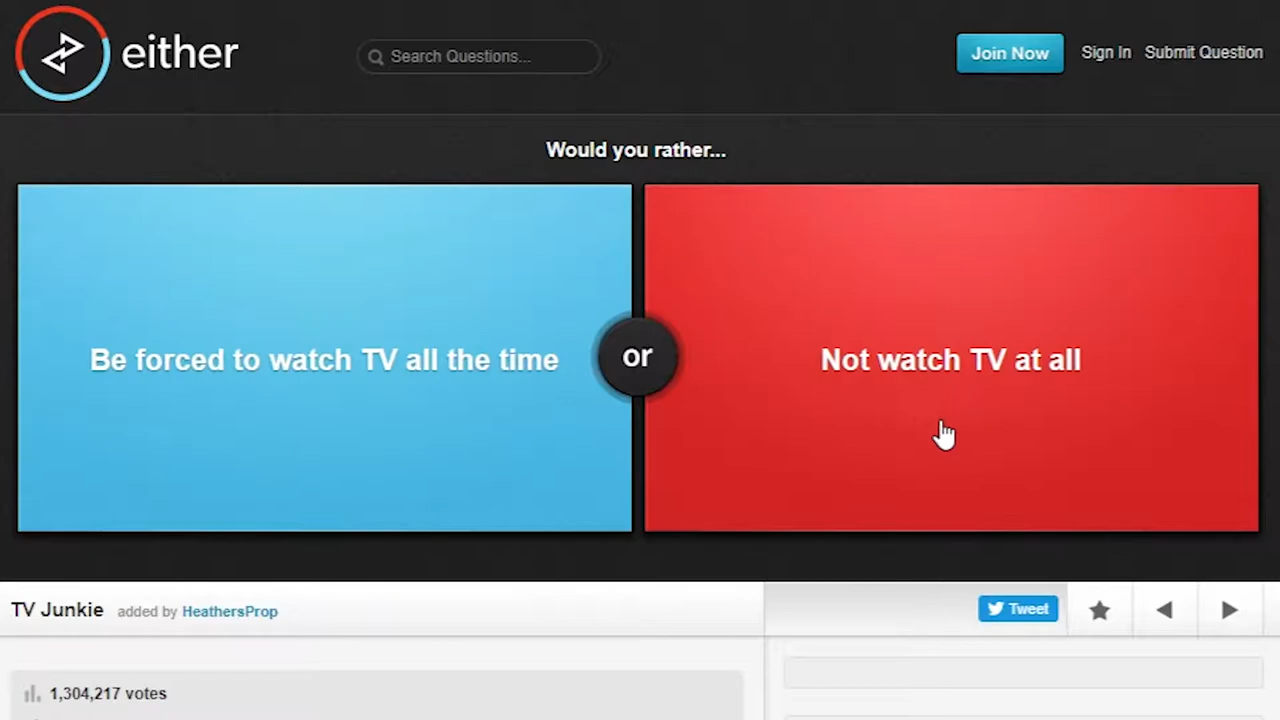 either
Search Questions...
Join Now
Sign In
Submit Question
Would you rather...
Be forced to watch TV all the time
or
Not watch TV at all
TV Junkie added by HeathersProp
Tweet
1,304,217 votes